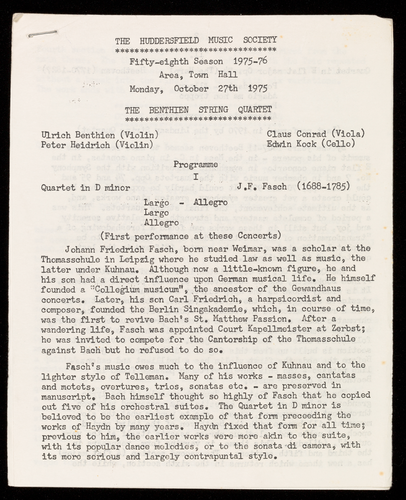 THE HUDDERSFIELD MUSIC SOCIETY
********************************
Fifty-eighth Season 1975-76
Area, Town Hall
Monday, October 27th 1975
THE BENTHIEN STRING QUARTET
****************************
Ulrich Benthien (Violin) Claus Conrad (Viola)
Peter Heidrich (Violin) Edwin Kock (Cello)
Programme
I
Quartet in D minor J.F. Fasch (1688-1785)
Largo - Allegro
Largo
Allegro
(First performance at these Concerts)
Johann Friedrich Fasch, born near Weimar, was a scholar at the
Thomasschule in Leipzig where he studied law as well as music, the
latter under Kuhnau. Although now a little-known figure, he and
his son had a direct influence upon German musical life. He himself
founded a "Collegium musicum", the ancestor of the Gewandhaus
concerts. Later, his son Carl Friedrich, a harpsicordist and
composer, founded the Berlin Singakademie, which, in course of time,
was the first to revive Bach's St. Matthew Passion. After a
wandering life, Fasch was appointed Court Kapellmeister at Zerbst;
he was invited to compete for the Cantorship of the Thomasschule
against Bach but he refused to do so.
Fasch's music owes much to the influence of Kuhnau and to the
lighter style of Telleman. Many of his works - masses, cantatas
and motets, overtures, trios, sonatas etc. - are preserved in
manuscript. Bach himself thought so highly of Fasch that he copied
out five of his orchestral suites. The Quartet in D minor is
believed to be the earliest example of that form preceeding the
works of Haydn by many years. Haydn fixed that form for all time;
previous to him, the earlier works were more akin to the suite,
with its popular dance melodies, or to the sonata di camera, with
its more serious and largely contrapuntal style.